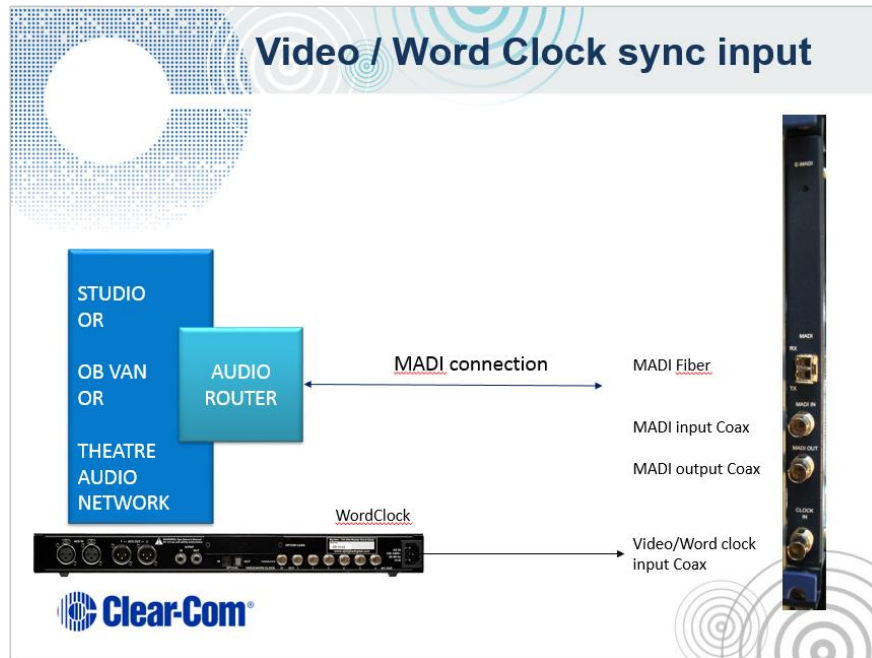 Video / Word Clock sync input
E-MADI
STUDIO
OR
OB VAN
OR
THEATRE
AUDIO
NETWORK
AUDIO
ROUTER
MADI connection
MADI Fiber
MADI input Coax
MADI output Coax
WordClock
Video/Word clock
input Coax
MADI
RX
TX
MADI IN
MADI OUT
CLOCK
IN
Clear-Com®